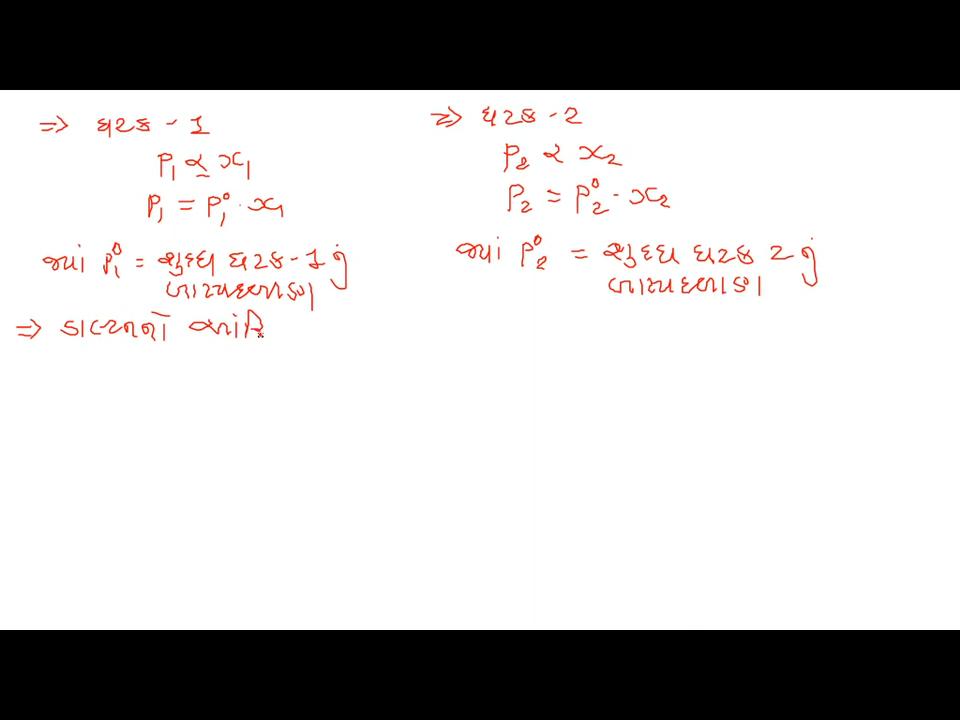 ⇒ ઘટક - 1
P₁ ∝ x₁
P₁ = P₁⁰ · x₁
જ્યાં P₁⁰ = શુદ્ધ ઘટક - 1 નું
બાષ્પદબાણ
⇒ ઘટક - 2
P₂ ∝ x₂
P₂ = P₂⁰ · x₂
જ્યાં P₂⁰ = શુદ્ધ ઘટક 2 નું
બાષ્પદબાણ
⇒ ડાલ્ટનનો